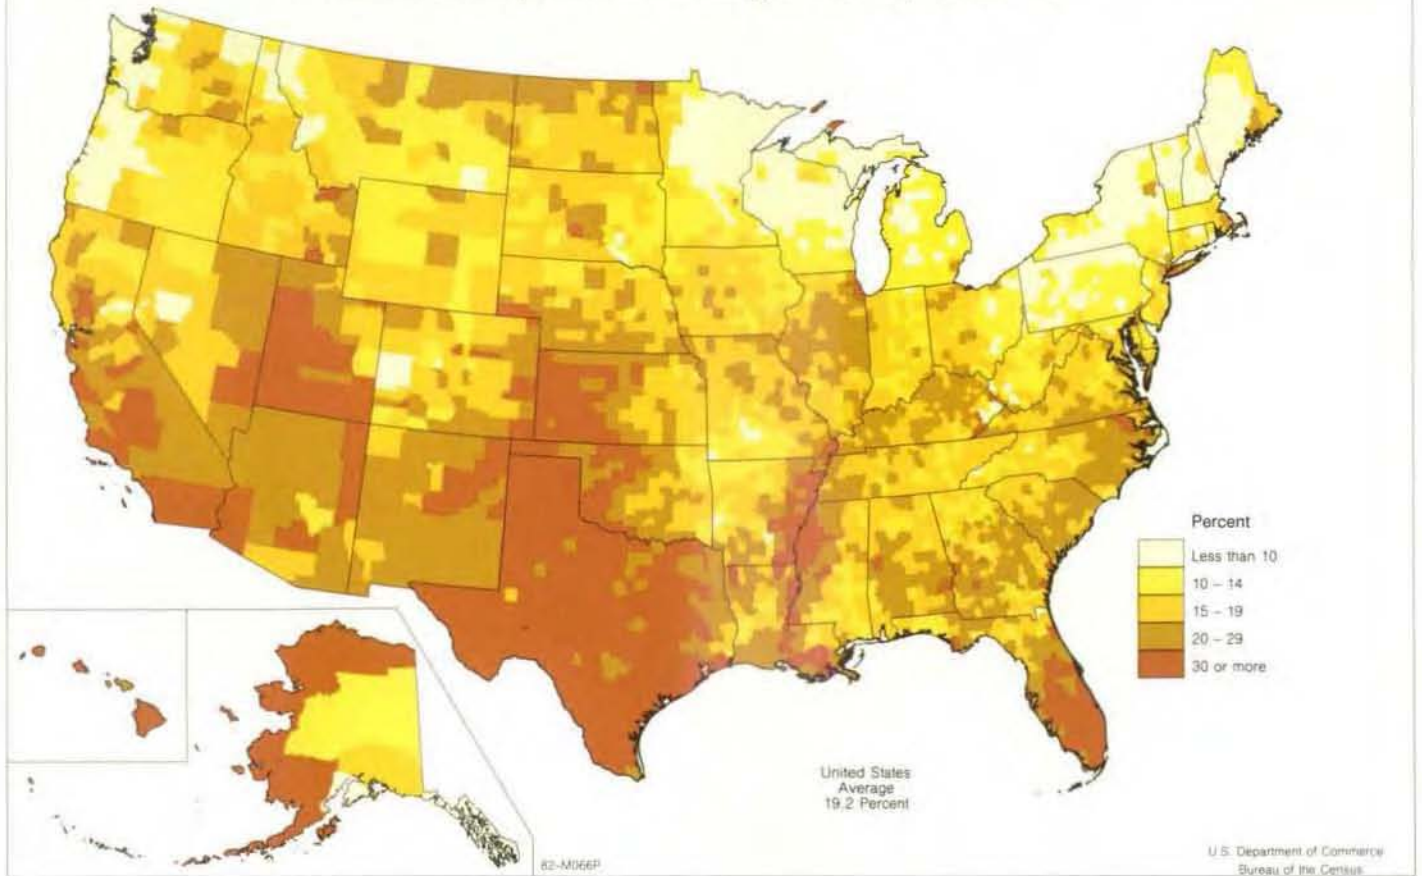 Percent
Less than 10
10 – 14
15 – 19
20 – 29
30 or more
United States
Average
19.2 Percent
82-M066P
U.S. Department of Commerce
Bureau of the Census